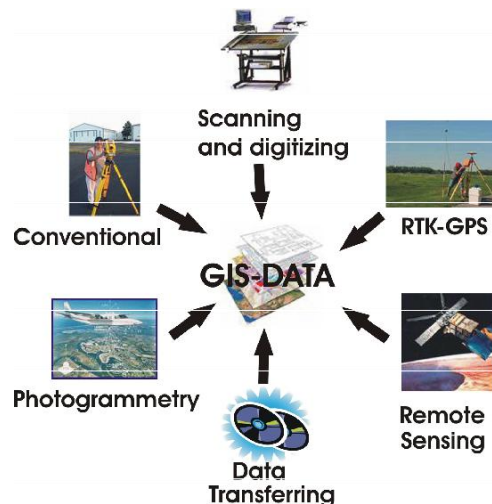 Scanning
and digitizing
Conventional
RTK-GPS
GIS-DATA
Photogrammetry
Remote
Sensing
Data
Transferring